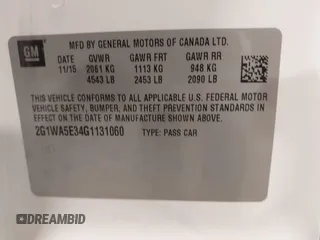 GM
MFD BY GENERAL MOTORS OF CANADA LTD.
DATE GVWR GAWR FRT GAWR RR
11/15 2061 KG 1113 KG 948 KG
4543 LB 2453 LB 2090 LB
THIS VEHICLE CONFORMS TO ALL APPLICABLE U.S. FEDERAL MOTOR
VEHICLE SAFETY, BUMPER, AND THEFT PREVENTION STANDARDS IN
EFFECT ON THE DATE OF MANUFACTURE SHOWN ABOVE.
2G1WA5E34G1131060 TYPE: PASS CAR
DREAMBID